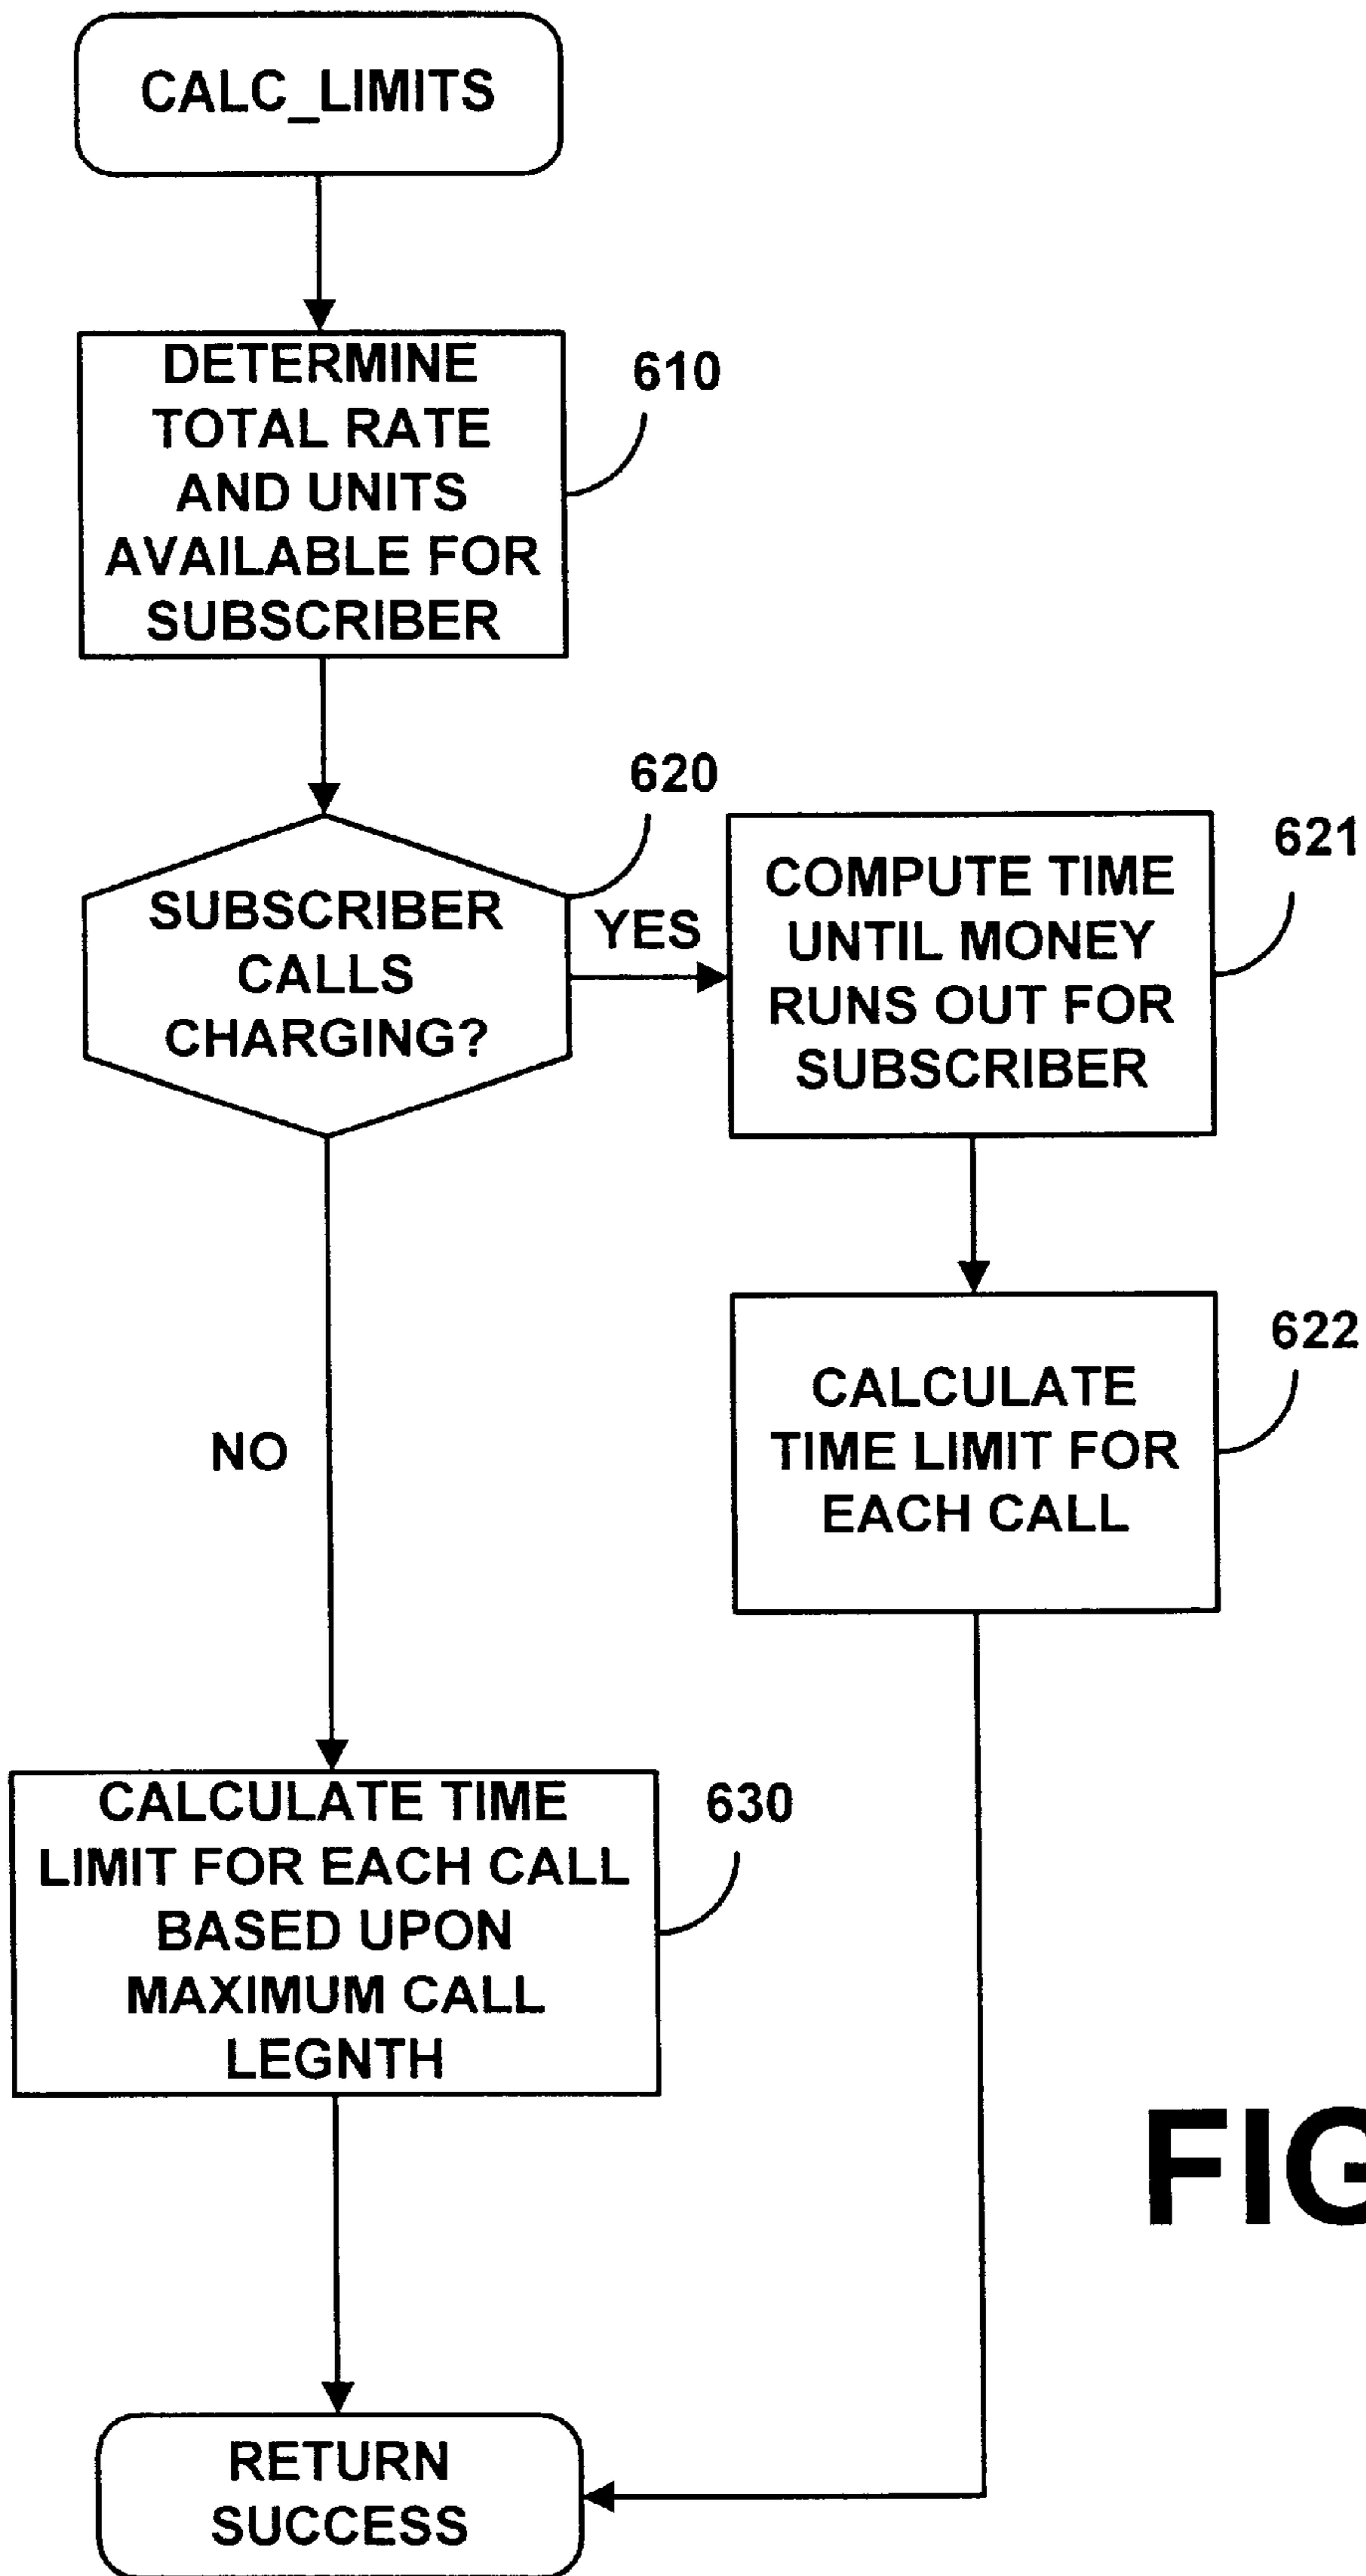 CALC_LIMITS
DETERMINE
TOTAL RATE
AND UNITS
AVAILABLE FOR
SUBSCRIBER
610
620
SUBSCRIBER
CALLS
CHARGING?
YES
COMPUTE TIME
UNTIL MONEY
RUNS OUT FOR
SUBSCRIBER
621
CALCULATE
TIME LIMIT FOR
EACH CALL
622
NO
CALCULATE TIME
LIMIT FOR EACH CALL
BASED UPON
MAXIMUM CALL
LEGNTH
630
RETURN
SUCCESS
FIG